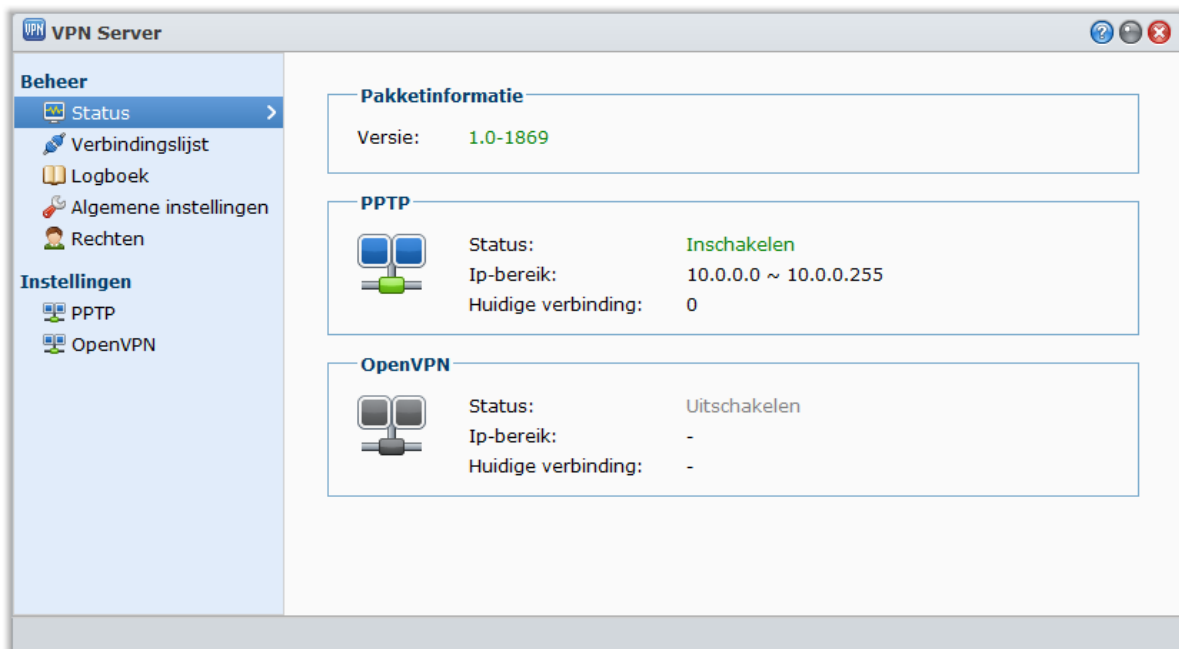 VPN VPN Server
Beheer
Status
Verbindingslijst
Logboek
Algemene instellingen
Rechten
Instellingen
PPTP
OpenVPN
Pakketinformatie
Versie: 1.0-1869
PPTP
Status: Inschakelen
Ip-bereik: 10.0.0.0 ~ 10.0.0.255
Huidige verbinding: 0
OpenVPN
Status: Uitschakelen
Ip-bereik: -
Huidige verbinding: -